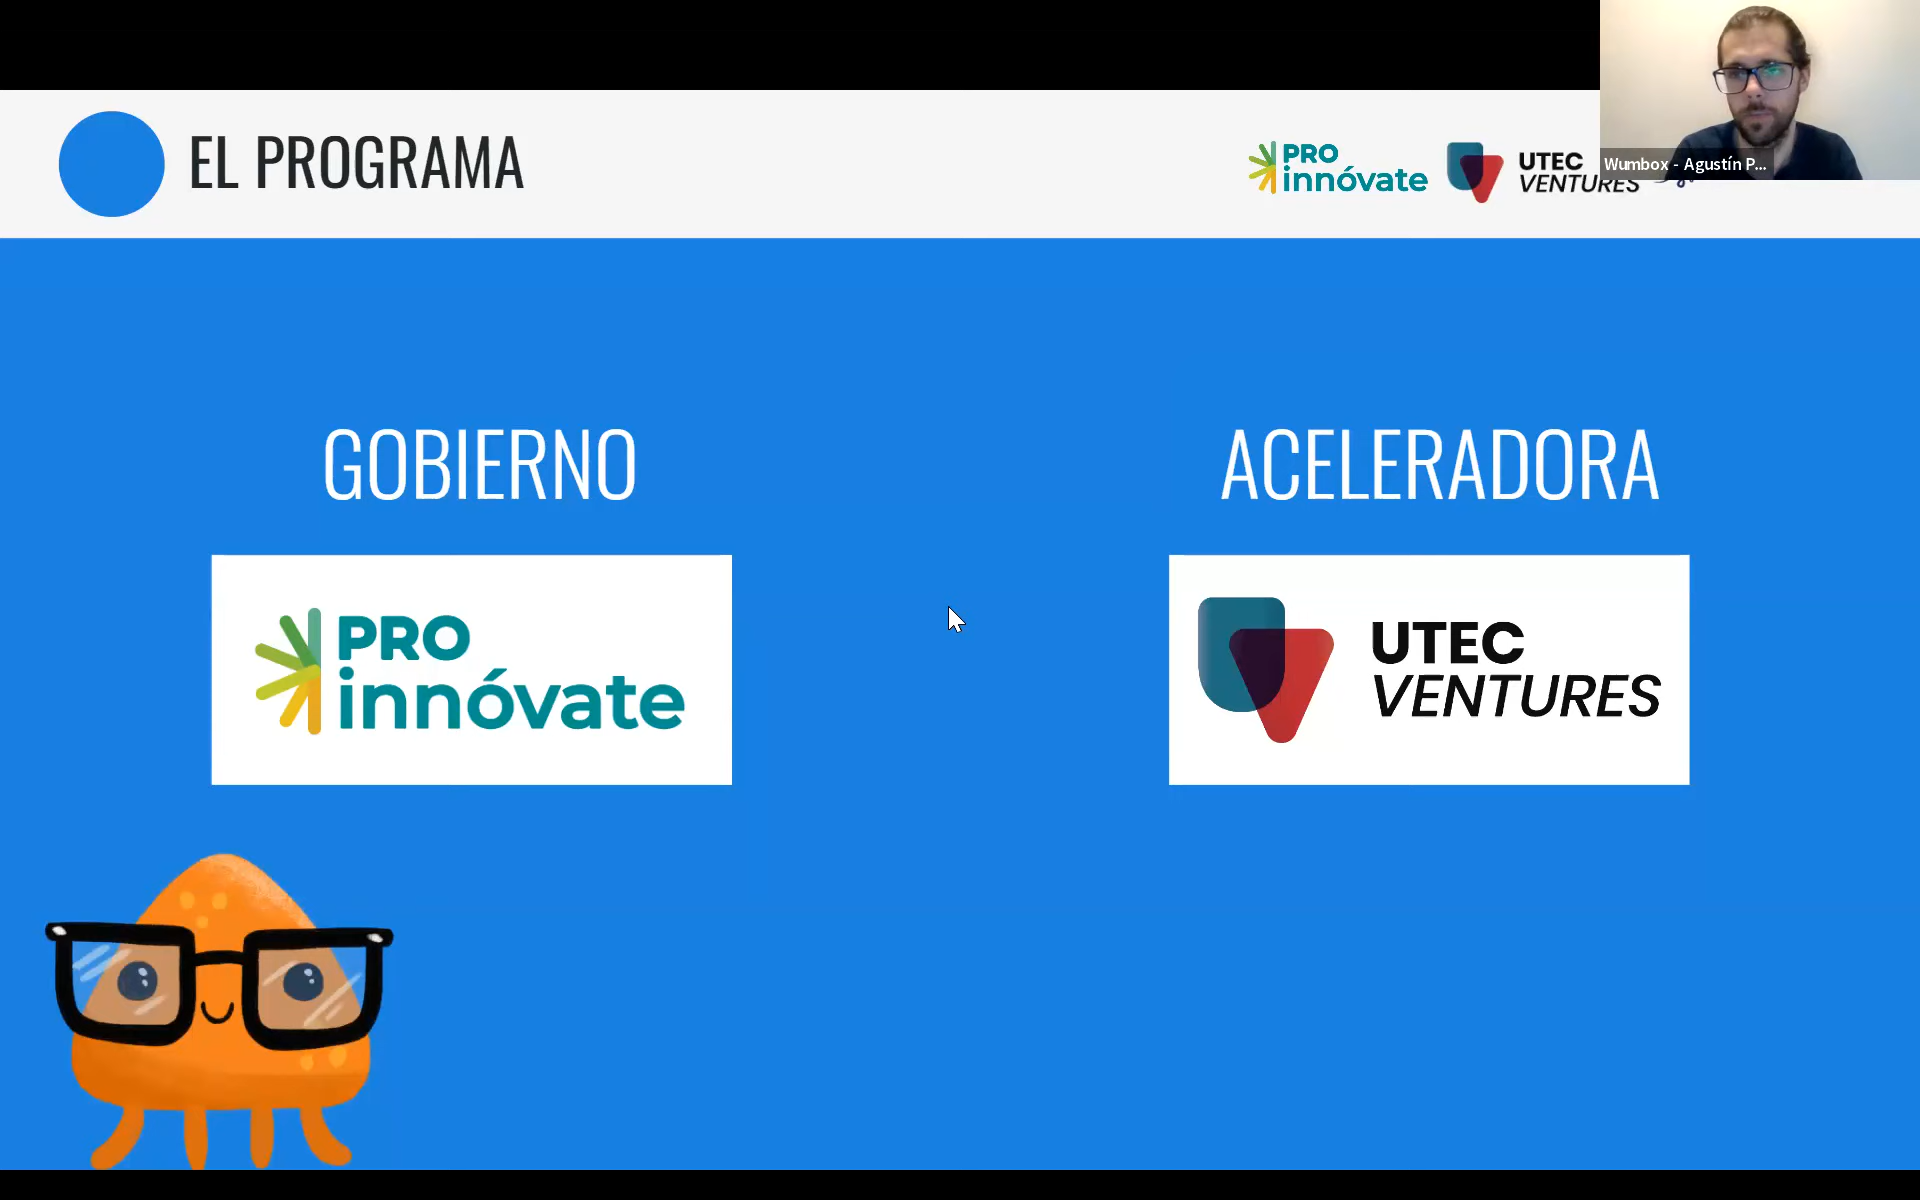 EL PROGRAMA
PRO
innóvate
UTEC
VENTURES
Wumbox - Agustín P...
GOBIERNO
ACELERADORA
PRO
innóvate
UTEC
VENTURES